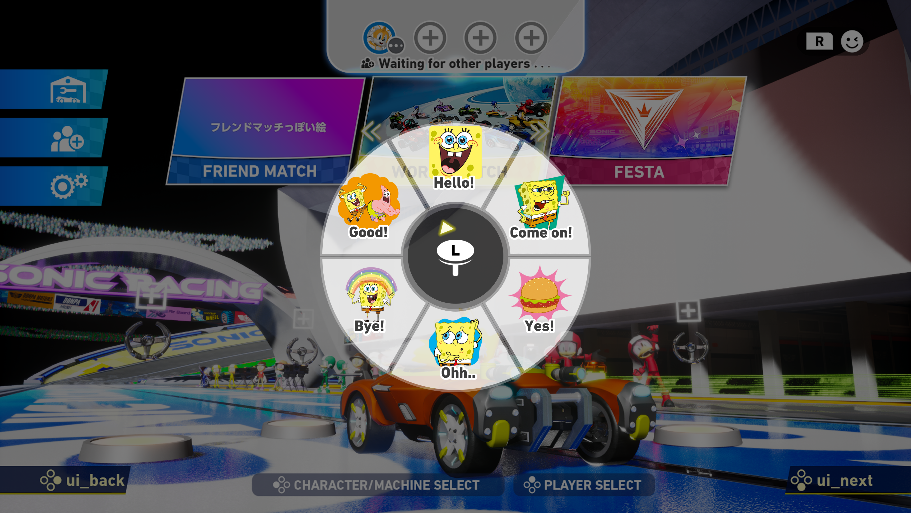 Waiting for other players . . .
R
フレンドマッチっぽい絵
FRIEND MATCH
FESTA
Hello!
Good!
Come on!
L
Bye!
Yes!
Ohh..
SONIC RACING
SONIC
ui_back
CHARACTER/MACHINE SELECT
PLAYER SELECT
ui_next